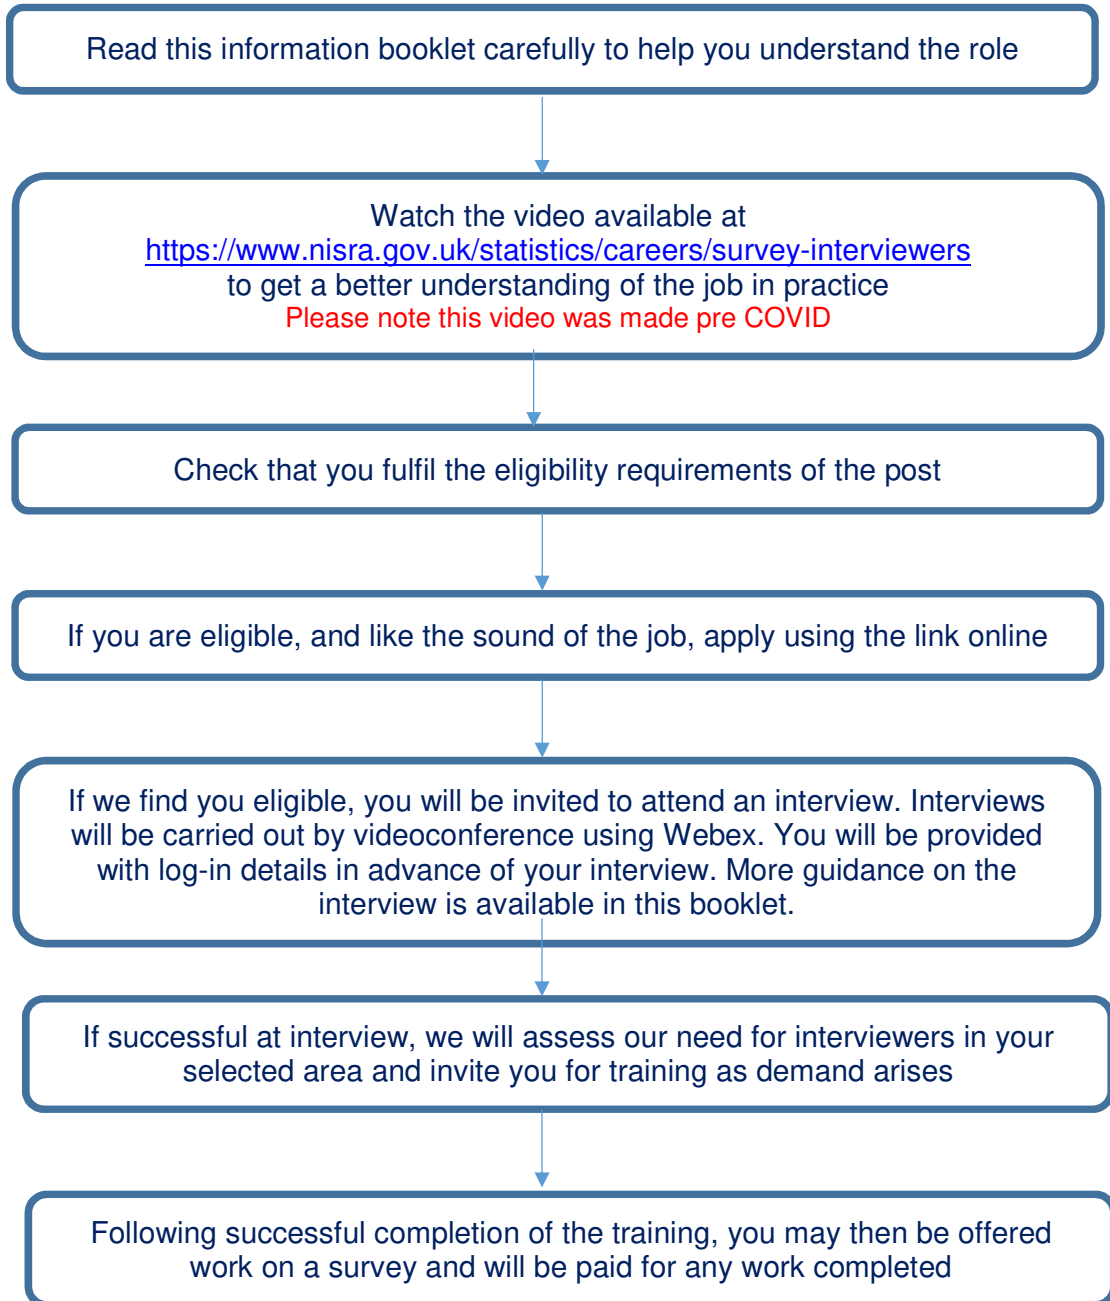 Read this information booklet carefully to help you understand the role
Watch the video available at
https://www.nisra.gov.uk/statistics/careers/survey-interviewers
to get a better understanding of the job in practice
Please note this video was made pre COVID
Check that you fulfil the eligibility requirements of the post
If you are eligible, and like the sound of the job, apply using the link online
If we find you eligible, you will be invited to attend an interview. Interviews
will be carried out by videoconference using Webex. You will be provided
with log-in details in advance of your interview. More guidance on the
interview is available in this booklet.
If successful at interview, we will assess our need for interviewers in your
selected area and invite you for training as demand arises
Following successful completion of the training, you may then be offered
work on a survey and will be paid for any work completed